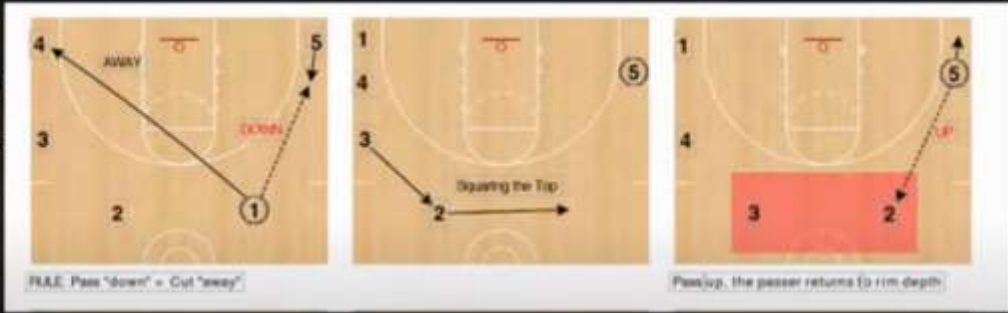 4
5
AWAY
DOWN
3
2
1
RULE: Pass "down" = Cut "away"
1
5
4
3
Squaring the Top
2
1
5
UP
4
3
2
Pass up, the passer returns to rim depth